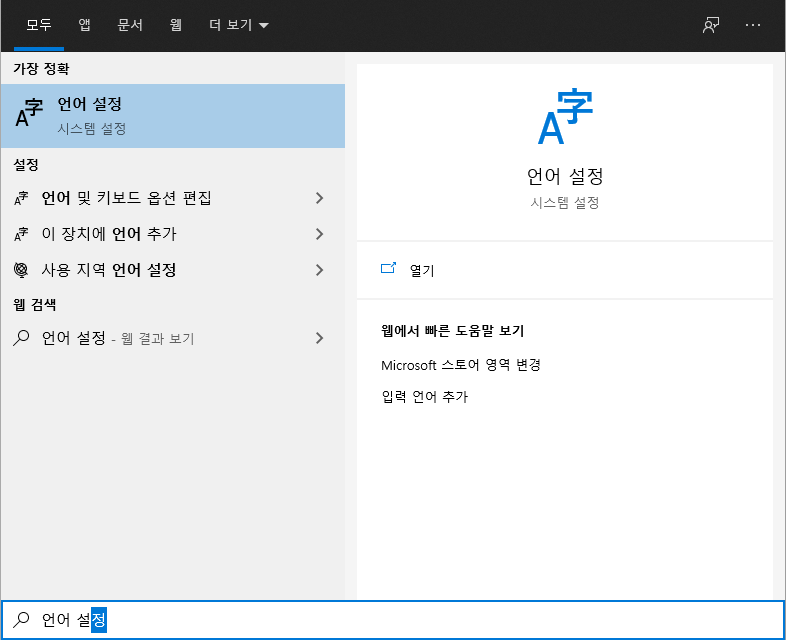 모두 앱 문서 웹 더 보기
가장 정확
언어 설정
시스템 설정
설정
언어 및 키보드 옵션 편집
이 장치에 언어 추가
사용 지역 언어 설정
웹 검색
언어 설정 - 웹 결과 보기
A字
언어 설정
시스템 설정
열기
웹에서 빠른 도움말 보기
Microsoft 스토어 영역 변경
입력 언어 추가
언어 설정